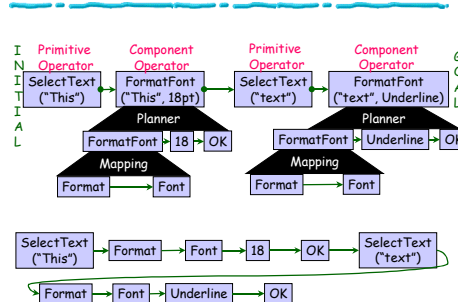 INITIAL
Primitive
Operator
Component
Operator
Primitive
Operator
Component
Operator
SelectText
("This")
FormatFont
("This", 18pt)
SelectText
("text")
FormatFont
("text", Underline)
Planner
Planner
FormatFont
18
OK
FormatFont
Underline
OK
Mapping
Mapping
Format
Font
Format
Font
SelectText
("This")
Format
Font
18
OK
SelectText
("text")
Format
Font
Underline
OK